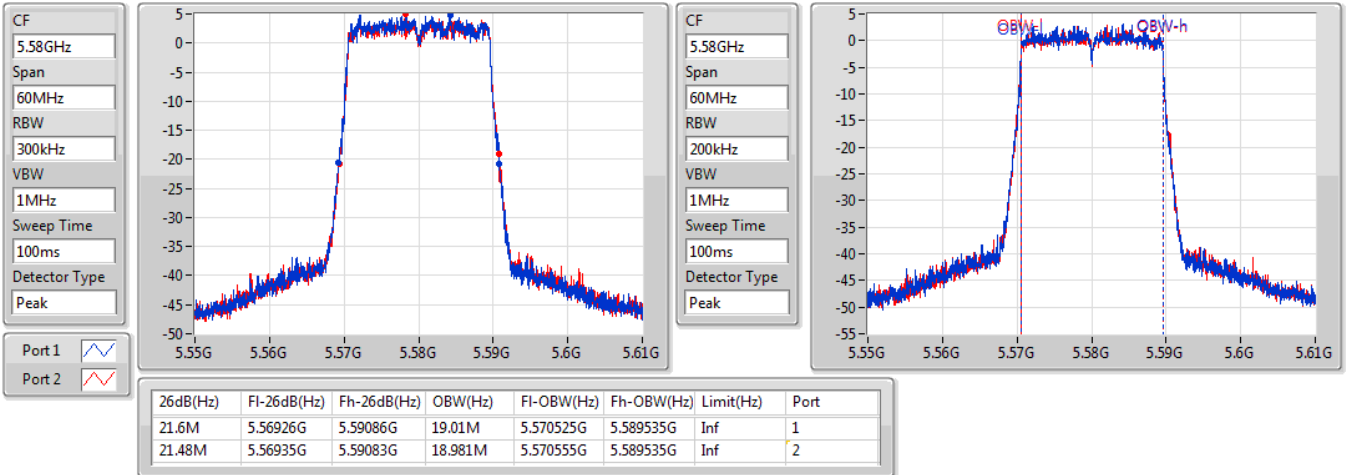 CF
5.58GHz
Span
60MHz
RBW
300kHz
VBW
1MHz
Sweep Time
100ms
Detector Type
Peak
Port 1
Port 2
5
0
-5
-10
-15
-20
-25
-30
-35
-40
-45
-50
5.55G 5.56G 5.57G 5.58G 5.59G 5.6G 5.61G
CF
5.58GHz
Span
60MHz
RBW
200kHz
VBW
1MHz
Sweep Time
100ms
Detector Type
Peak
OBW-l OBW-h
5
0
-5
-10
-15
-20
-25
-30
-35
-40
-45
-50
-55
5.55G 5.56G 5.57G 5.58G 5.59G 5.6G 5.61G
26dB(Hz) Fl-26dB(Hz) Fh-26dB(Hz) OBW(Hz) Fl-OBW(Hz) Fh-OBW(Hz) Limit(Hz) Port
21.6M 5.56926G 5.59086G 19.01M 5.570525G 5.589535G Inf 1
21.48M 5.56935G 5.59083G 18.981M 5.570555G 5.589535G Inf 2